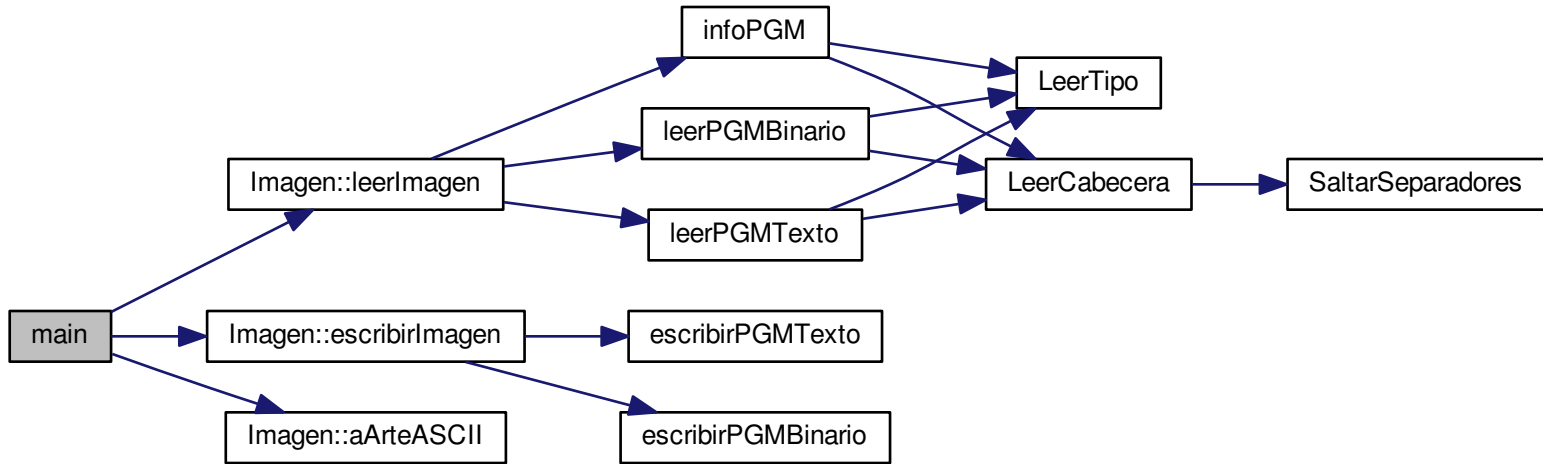 infoPGM
LeerTipo
leerPGMBinario
Imagen::leerImagen
LeerCabecera
SaltarSeparadores
leerPGMTexto
main
Imagen::escribirImagen
escribirPGMTexto
Imagen::aArteASCII
escribirPGMBinario